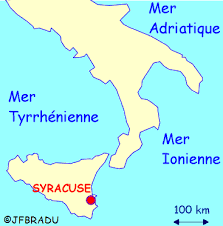 Mer
Adriatique
Mer
Tyrrhénienne
Mer
Ionienne
SYRACUSE
100 km
©JFBRADU